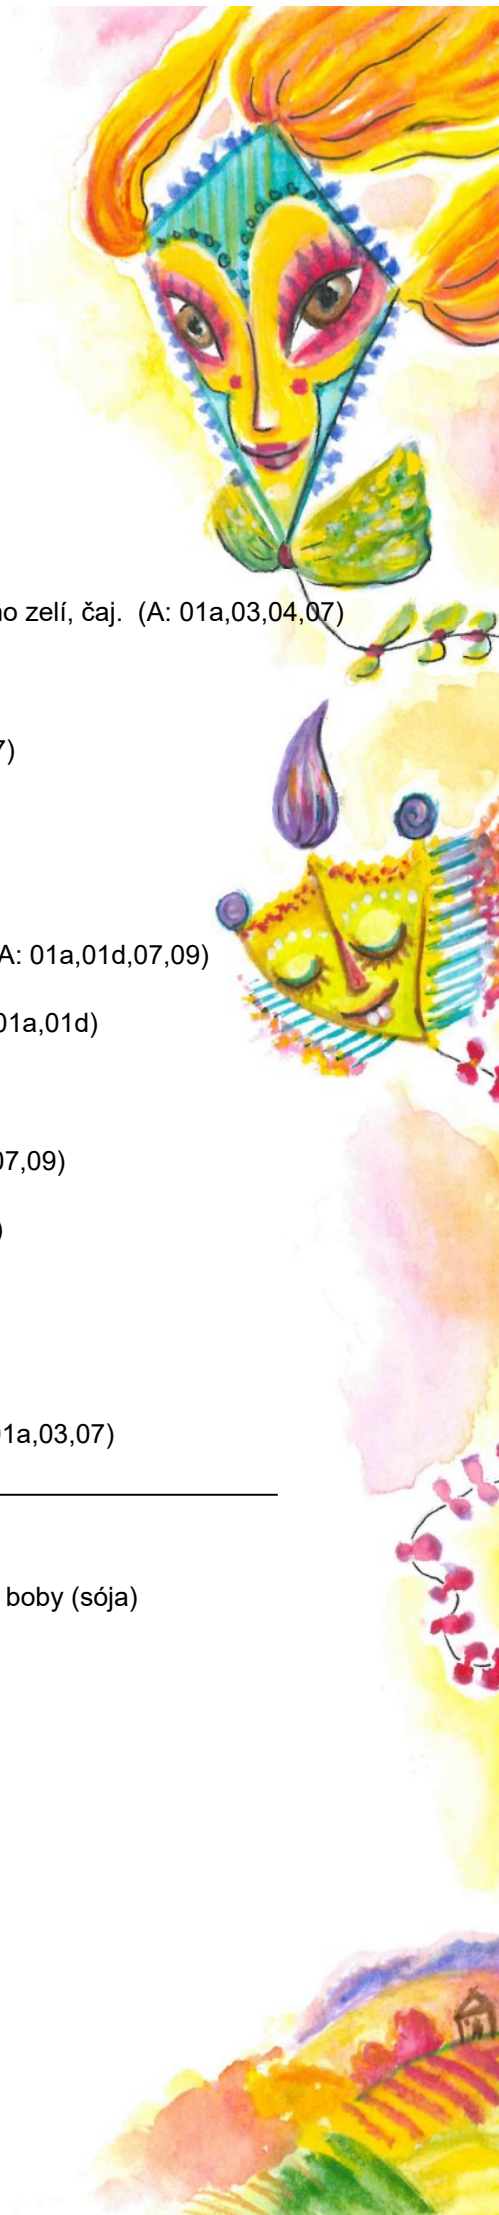 zelí, čaj. (A: 01a,03,04,07)
7)
A: 01a,01d,07,09)
01a,01d)
07,09)
)
1a,03,07)
boby (sója)